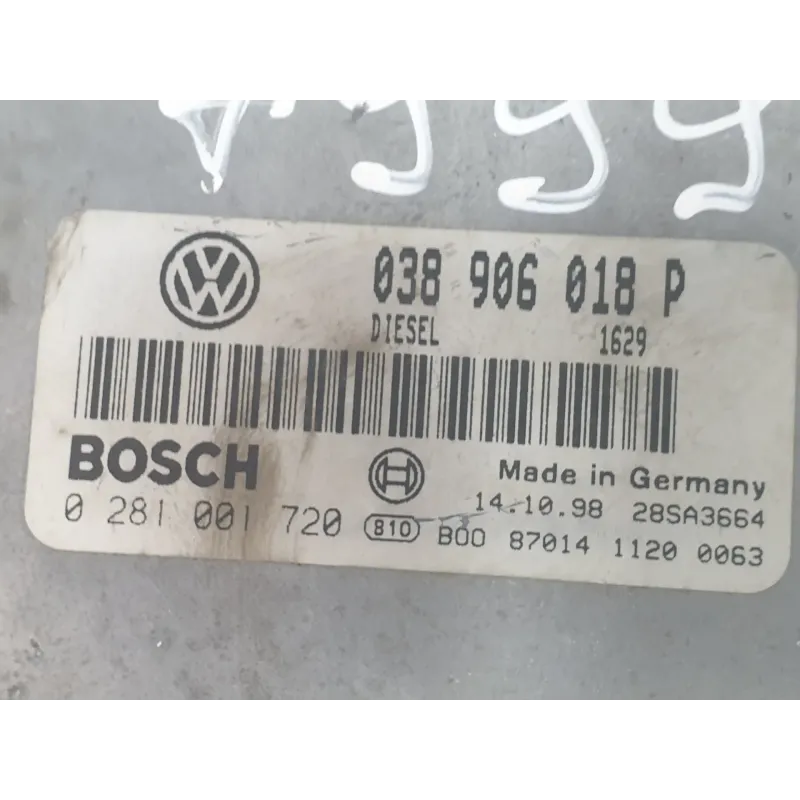 038 906 018 P
DIESEL 1629
BOSCH
Made in Germany
14.10.98 28SA3664
0 281 001 720 810 B00 87014 1120 0063